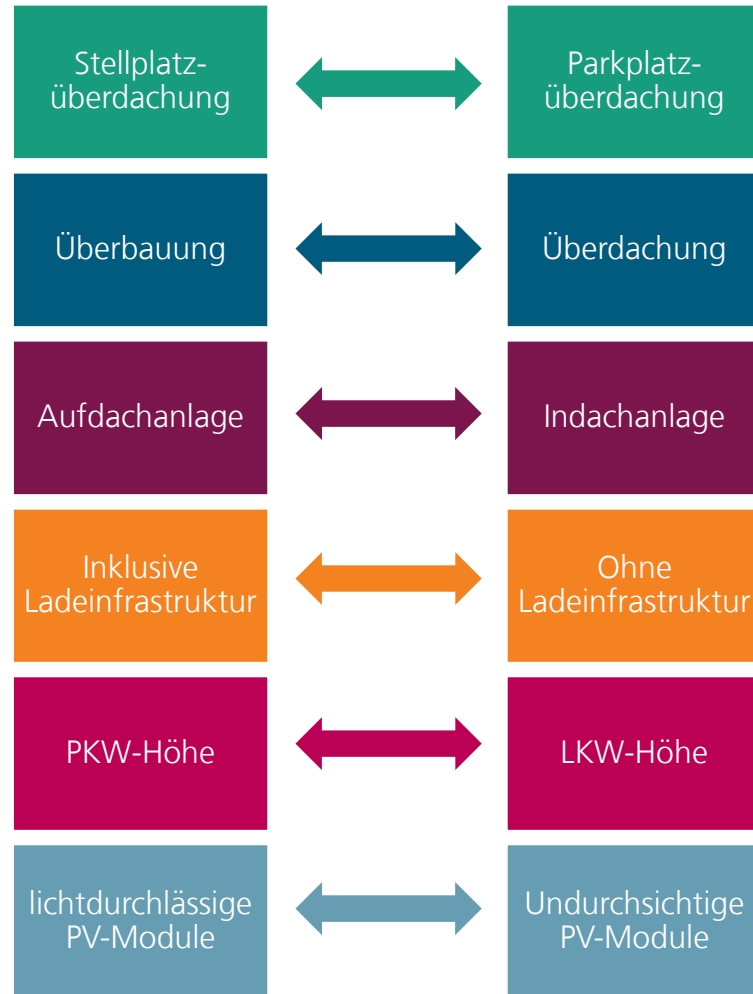 Stellplatz-
überdachung
Parkplatz-
überdachung
Überbauung
Überdachung
Aufdachanlage
Indachanlage
Inklusive
Ladeinfrastruktur
Ohne
Ladeinfrastruktur
PKW-Höhe
LKW-Höhe
lichtdurchlässige
PV-Module
Undurchsichtige
PV-Module